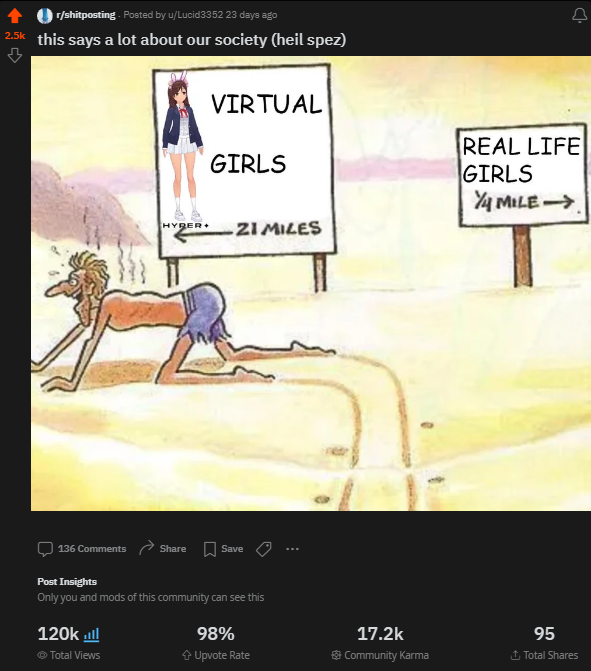 r/shitposting · Posted by u/Lucid3352 23 days ago
2.5k
this says a lot about our society (heil spez)
VIRTUAL
GIRLS
HYPER+
21 MILES
REAL LIFE
GIRLS
1/4 MILE
136 Comments Share Save
Post Insights
Only you and mods of this community can see this
120k 98% 17.2k 95
Total Views Upvote Rate Community Karma Total Shares